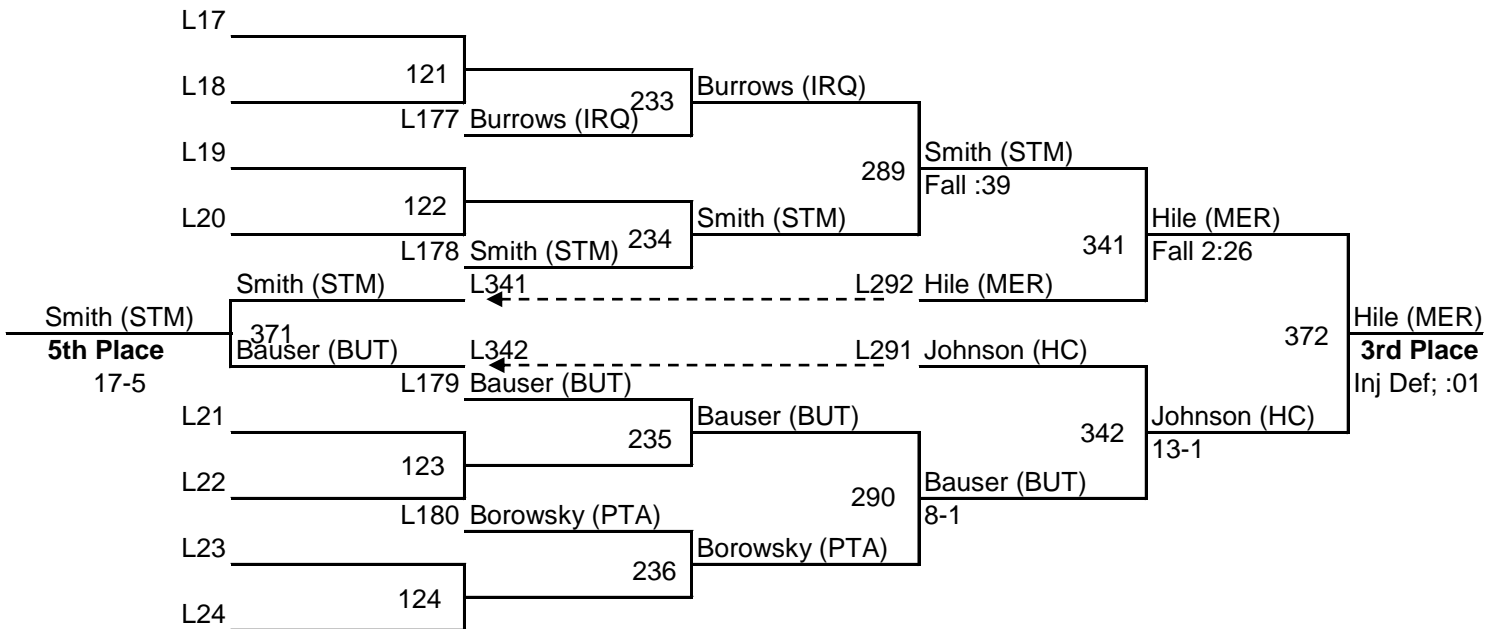 L17
121
L18
Burrows (IRQ)
233
L177 Burrows (IRQ)
L19
Smith (STM)
289
Fall :39
122
L20
Smith (STM)
Hile (MER)
234
341
Fall 2:26
L178 Smith (STM)
Smith (STM)
L341
L292 Hile (MER)
Smith (STM)
371
372
Hile (MER)
5th Place
Bauser (BUT)
L342
L291 Johnson (HC)
3rd Place
17-5
L179 Bauser (BUT)
Inj Def; :01
L21
Bauser (BUT)
Johnson (HC)
235
342
13-1
123
L22
Bauser (BUT)
290
8-1
L180 Borowsky (PTA)
L23
Borowsky (PTA)
236
124
L24